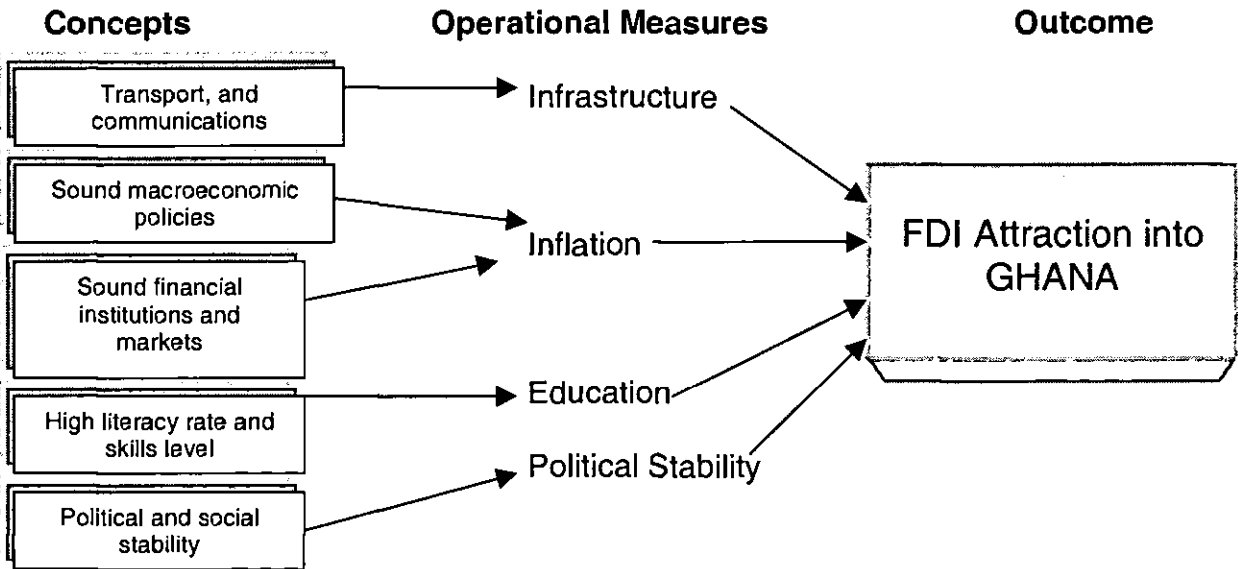 Concepts
Operational Measures
Outcome
Transport, and
communications
Infrastructure
Sound macroeconomic
policies
Inflation
FDI Attraction into
GHANA
Sound financial
institutions and
markets
High literacy rate and
skills level
Education
Political Stability
Political and social
stability